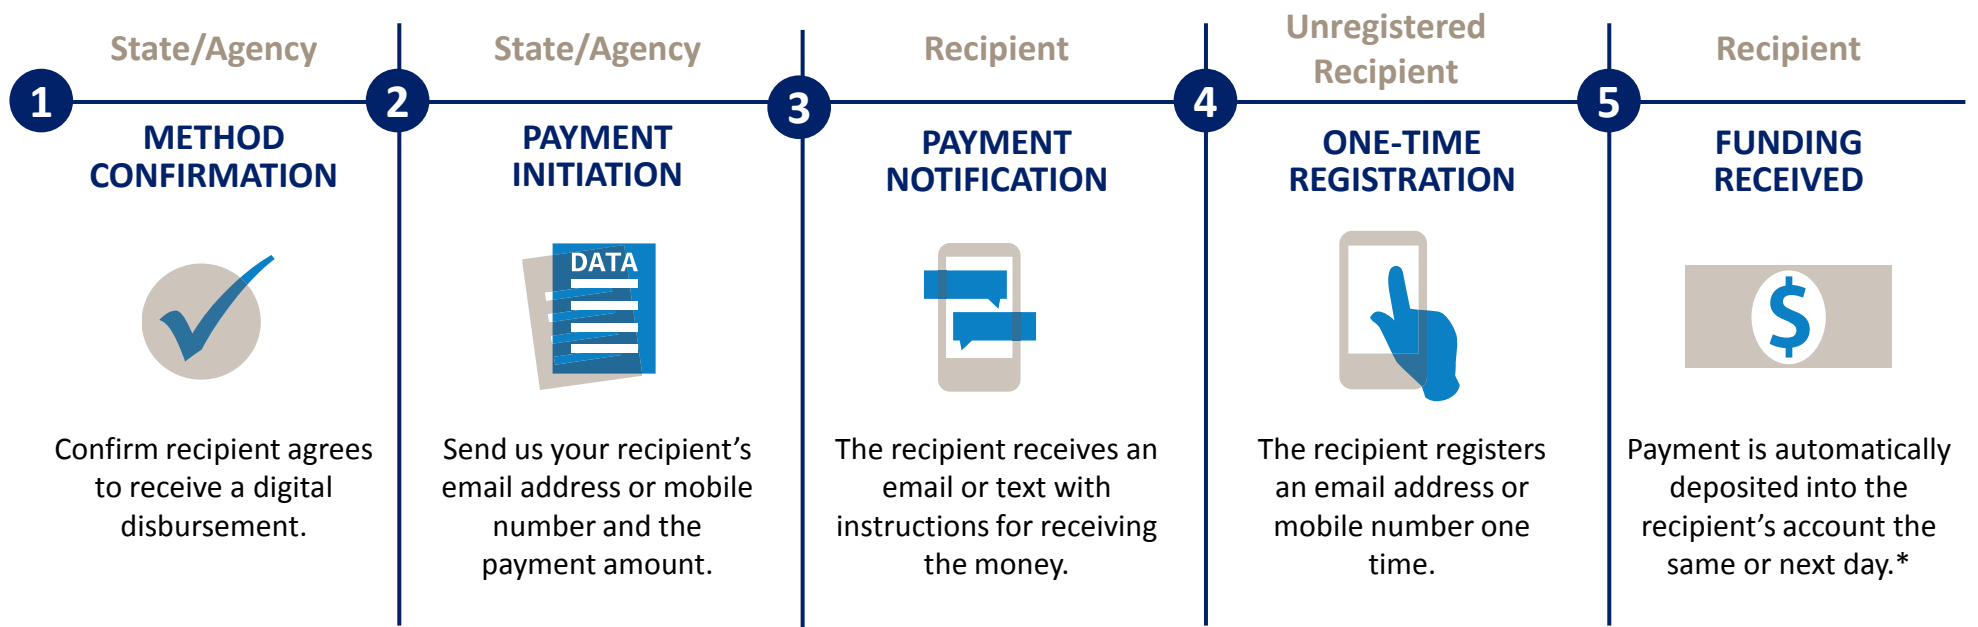 1
State/Agency
METHOD
CONFIRMATION
Confirm recipient agrees
to receive a digital
disbursement.
2
State/Agency
PAYMENT
INITIATION
DATA
Send us your recipient’s
email address or mobile
number and the
payment amount.
3
Recipient
PAYMENT
NOTIFICATION
The recipient receives an
email or text with
instructions for receiving
the money.
4
Unregistered
Recipient
ONE-TIME
REGISTRATION
The recipient registers
an email address or
mobile number one
time.
5
Recipient
FUNDING
RECEIVED
$
Payment is automatically
deposited into the
recipient’s account the
same or next day.*